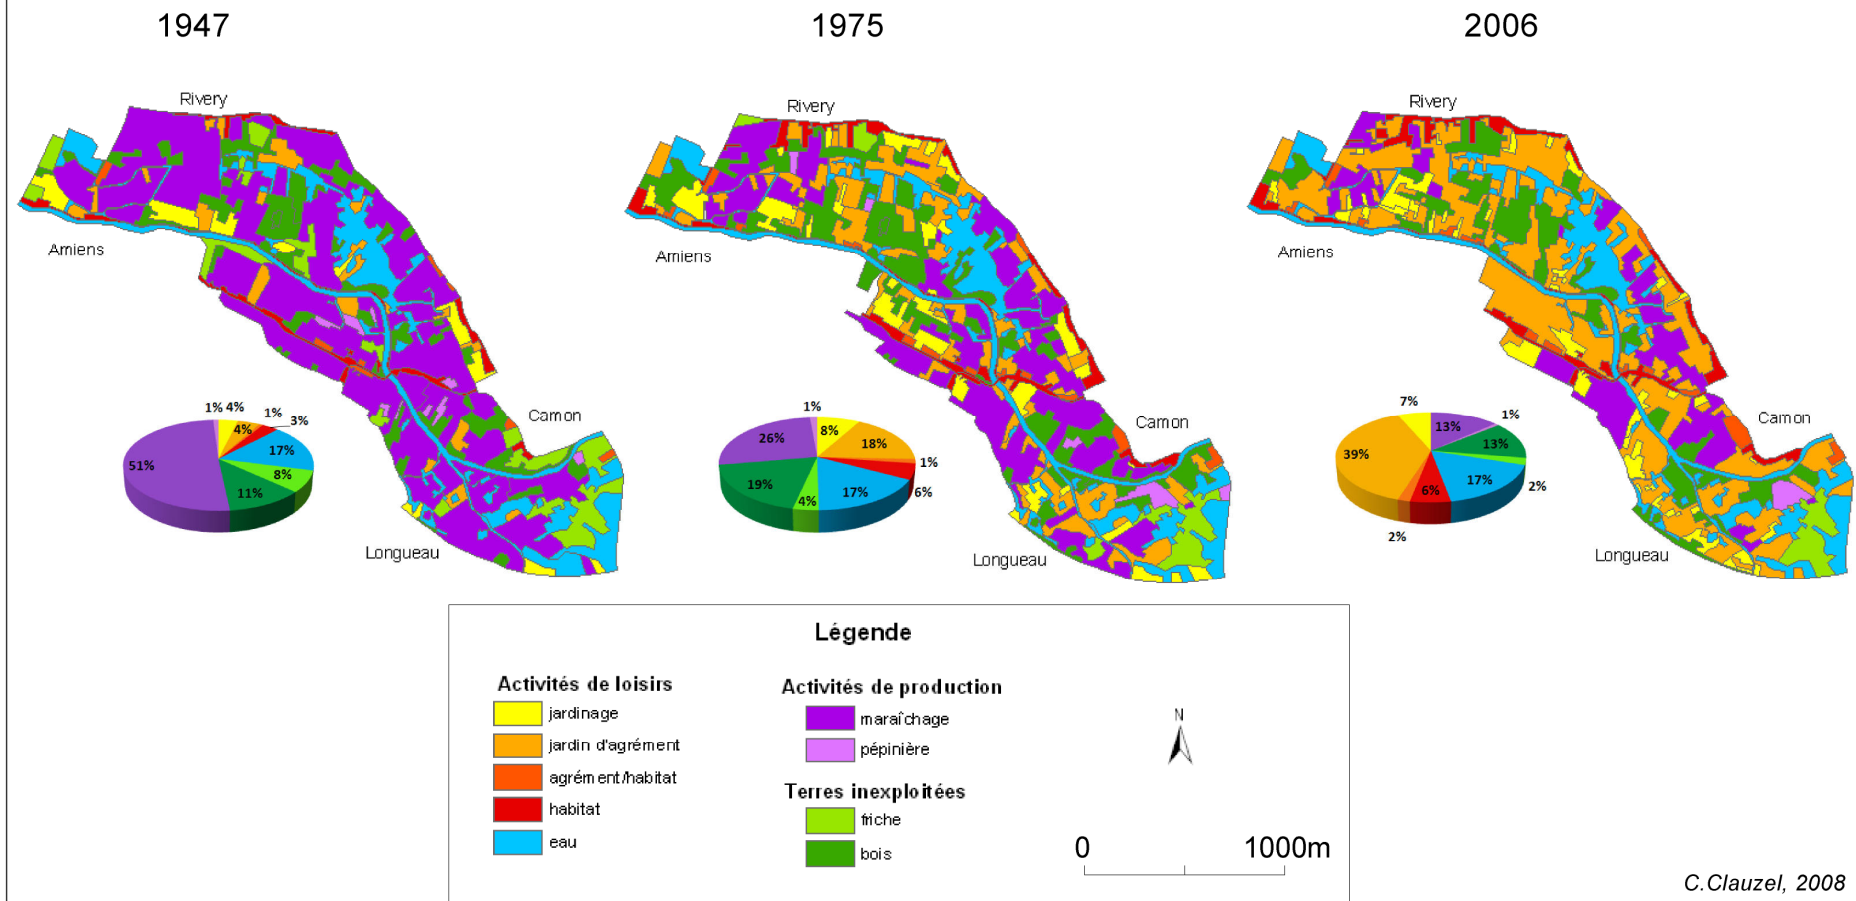 1947
1975
2006
Rivery
Amiens
Camon
Longueau
1%
4%
4%
1%
3%
17%
8%
11%
51%
Rivery
Amiens
Camon
Longueau
1%
8%
18%
1%
6%
17%
4%
19%
26%
Rivery
Amiens
Camon
Longueau
7%
13%
1%
13%
2%
17%
6%
2%
39%
Légende
Activités de loisirs
jardinage
jardin d'agrément
agrément/habitat
habitat
eau
Activités de production
maraîchage
pépinière
Terres inexploitées
friche
bois
N
0 1000m
C.Clauzel, 2008